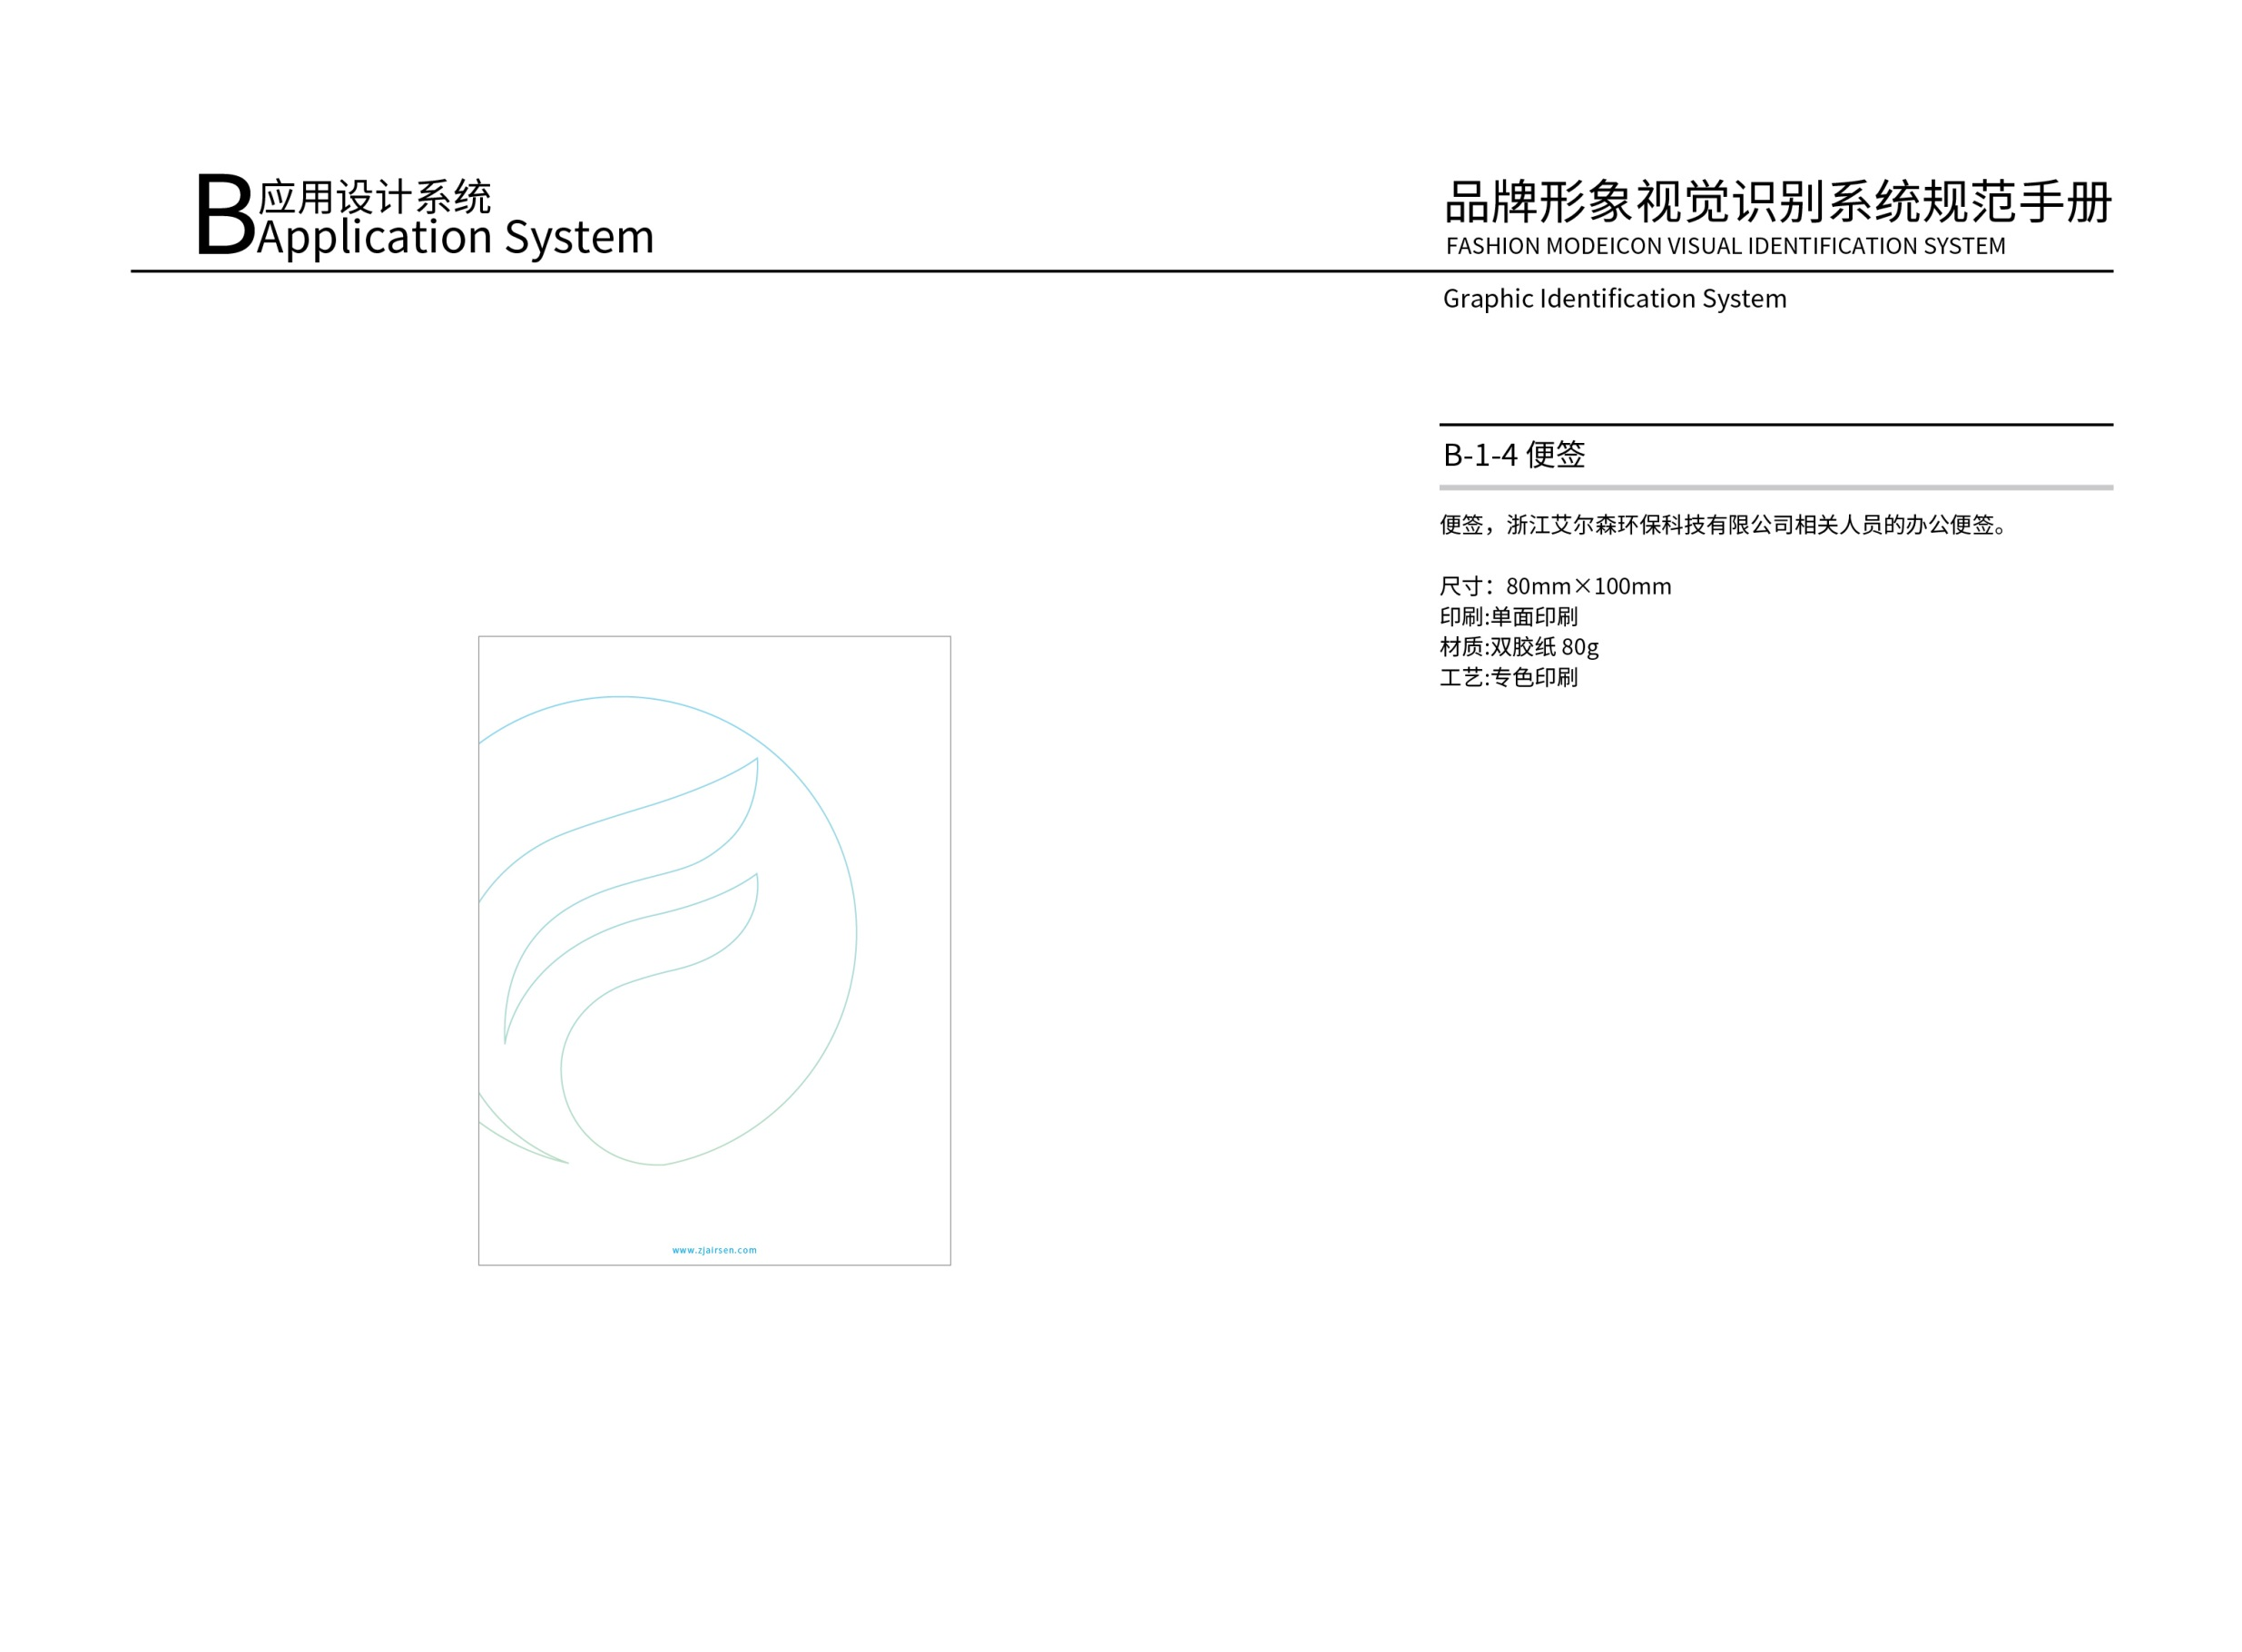 B应用设计系统
Application System
品牌形象视觉识别系统规范手册
FASHION MODEICON VISUAL IDENTIFICATION SYSTEM
Graphic Identification System
B-1-4 便签
便签，浙江艾尔森环保科技有限公司相关人员的办公便签。
尺寸：80mm×100mm
印刷:单面印刷
材质:双胶纸 80g
工艺:专色印刷
www.zjairsen.com